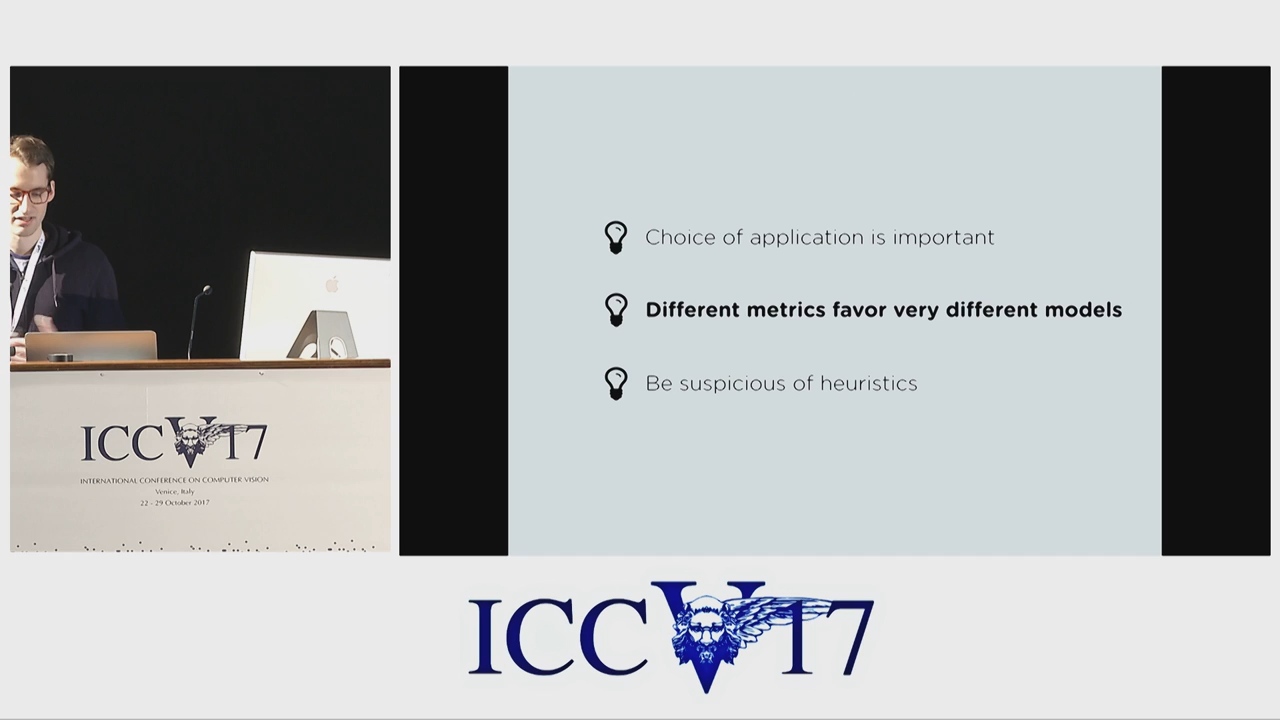 Choice of application is important
Different metrics favor very different models
Be suspicious of heuristics
ICCV17
INTERNATIONAL CONFERENCE ON COMPUTER VISION
Venice, Italy
22 - 29 October 2017
ICCV17